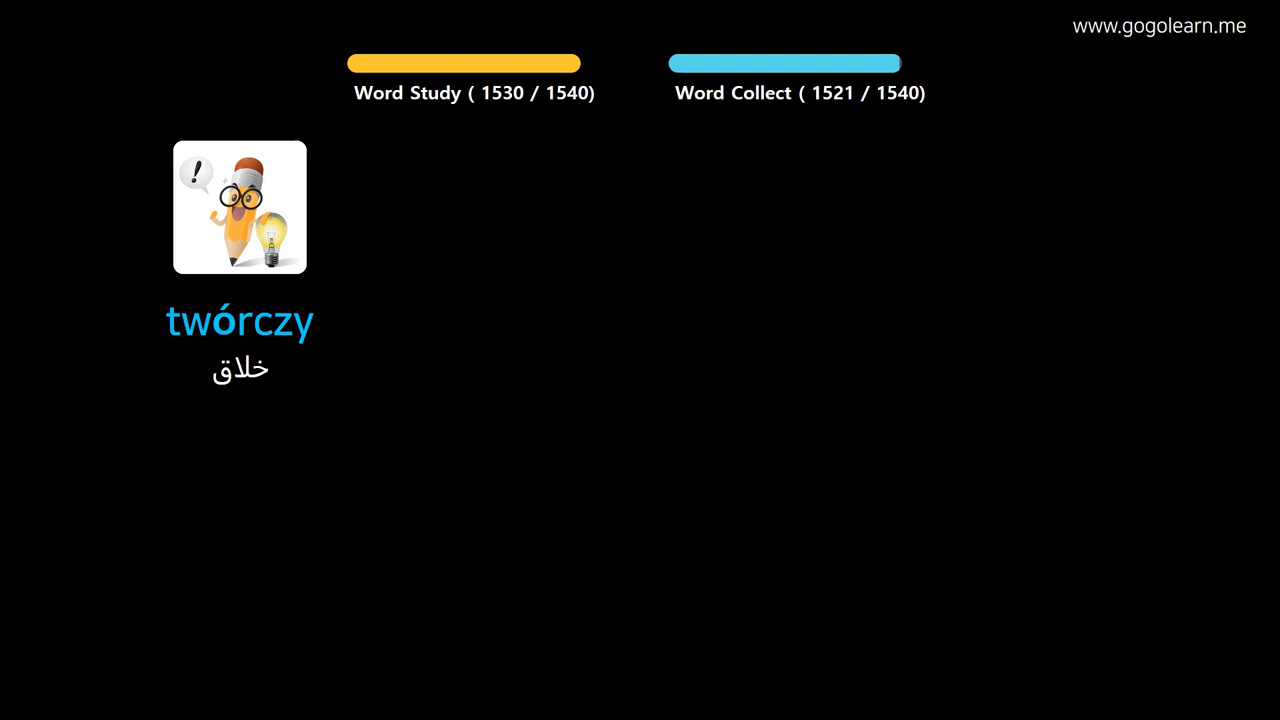 www.gogolearn.me
Word Study ( 1530 / 1540)
Word Collect ( 1521 / 1540)
!
twórczy
خلاق